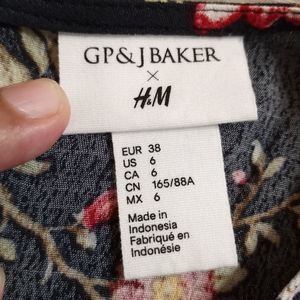 GP & J BAKER
×
H&M
EUR 38
US 6
CA 6
CN 165/88A
MX 6
Made in
Indonesia
Fabriqué en
Indonésie